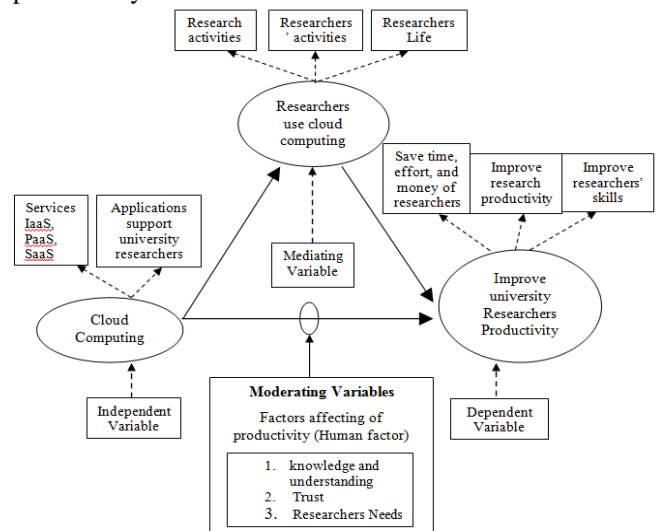 Research
activities
Researchers
' activities
Researchers
Life
Researchers
use cloud
computing
Save time,
effort, and
money of
researchers
Improve
research
productivity
Improve
researchers'
skills
Services
IaaS,
PaaS,
SaaS
Applications
support
university
researchers
Mediating
Variable
Improve
university
Researchers
Productivity
Cloud
Computing
Independent
Variable
Moderating Variables
Factors affecting of
productivity (Human factor)
1. knowledge and
understanding
2. Trust
3. Researchers Needs
Dependent
Variable